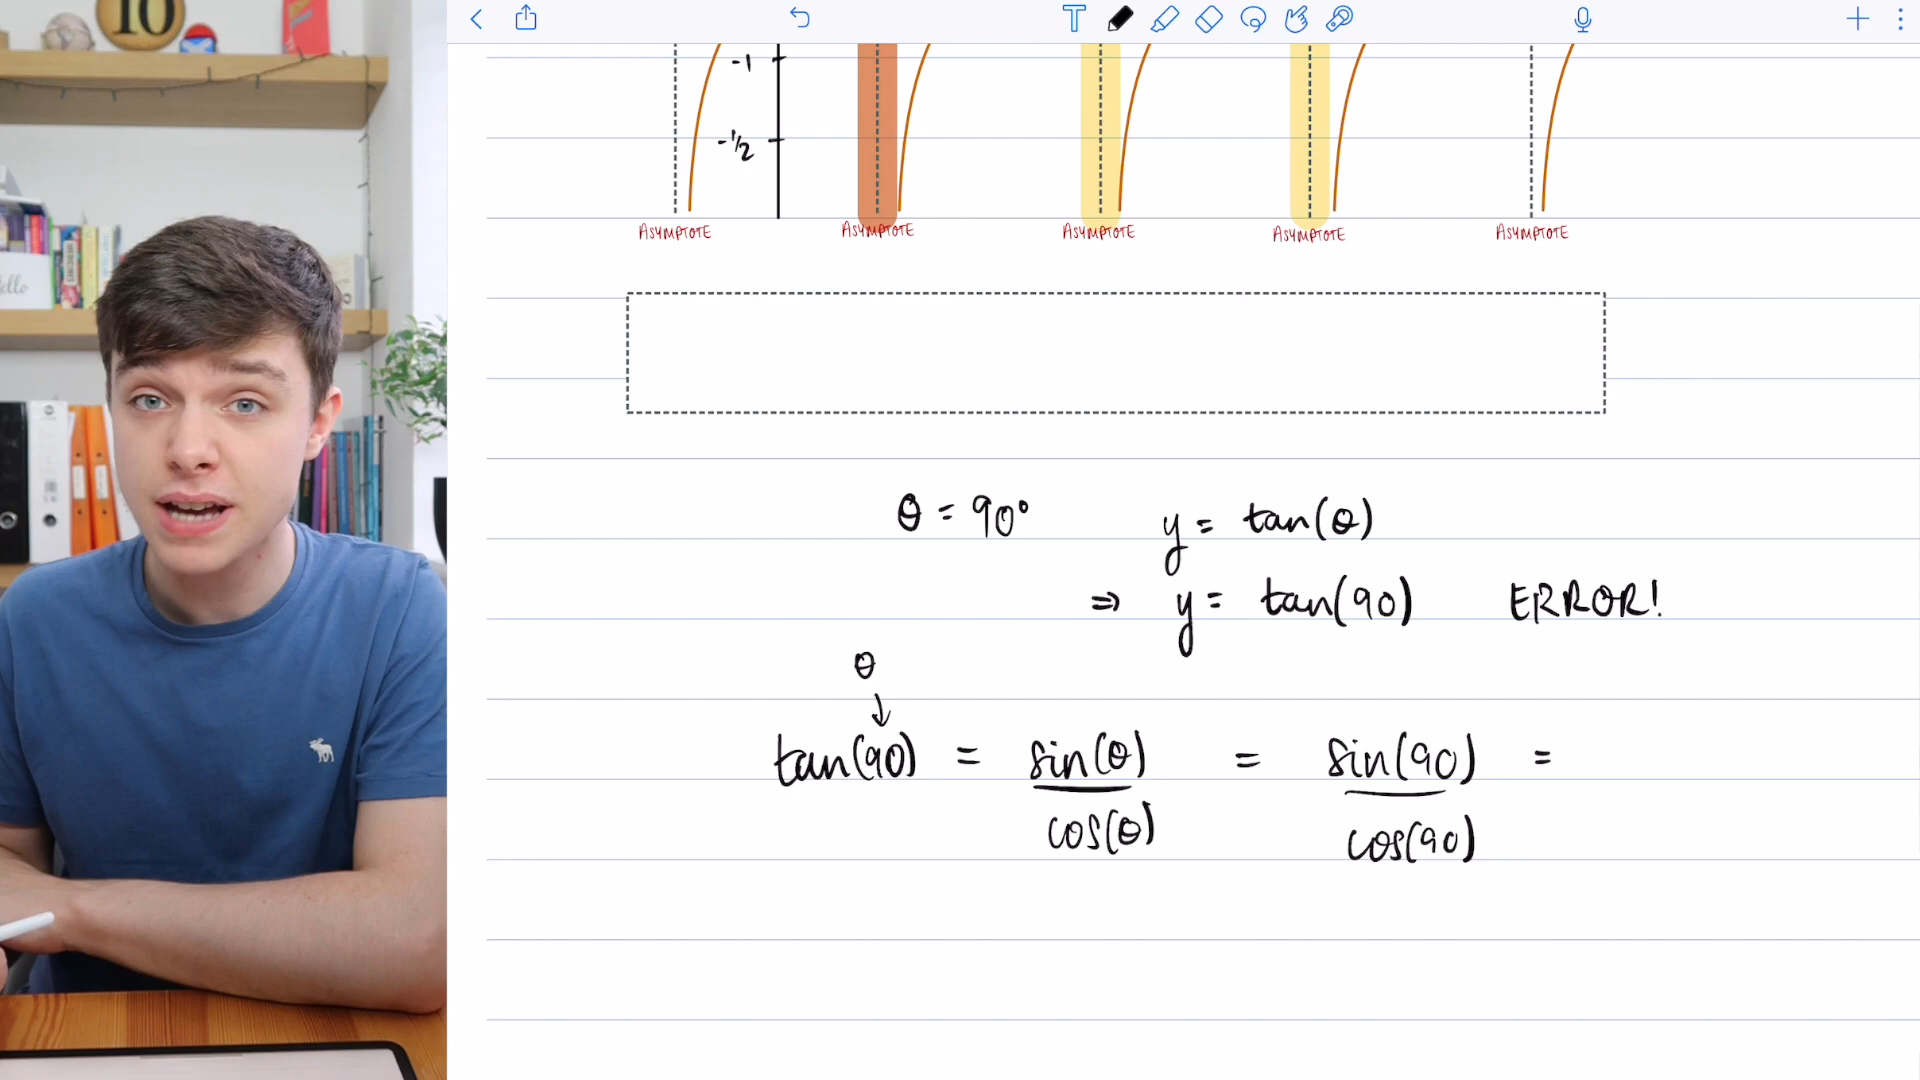 10
ello
T
-1
-1/2
ASYMPTOTE ASYMPTOTE ASYMPTOTE ASYMPTOTE ASYMPTOTE
θ = 90° y = tan(θ)
⇒ y = tan(90) ERROR!
θ
↓
tan(90) = sin(θ)/cos(θ) = sin(90)/cos(90) =